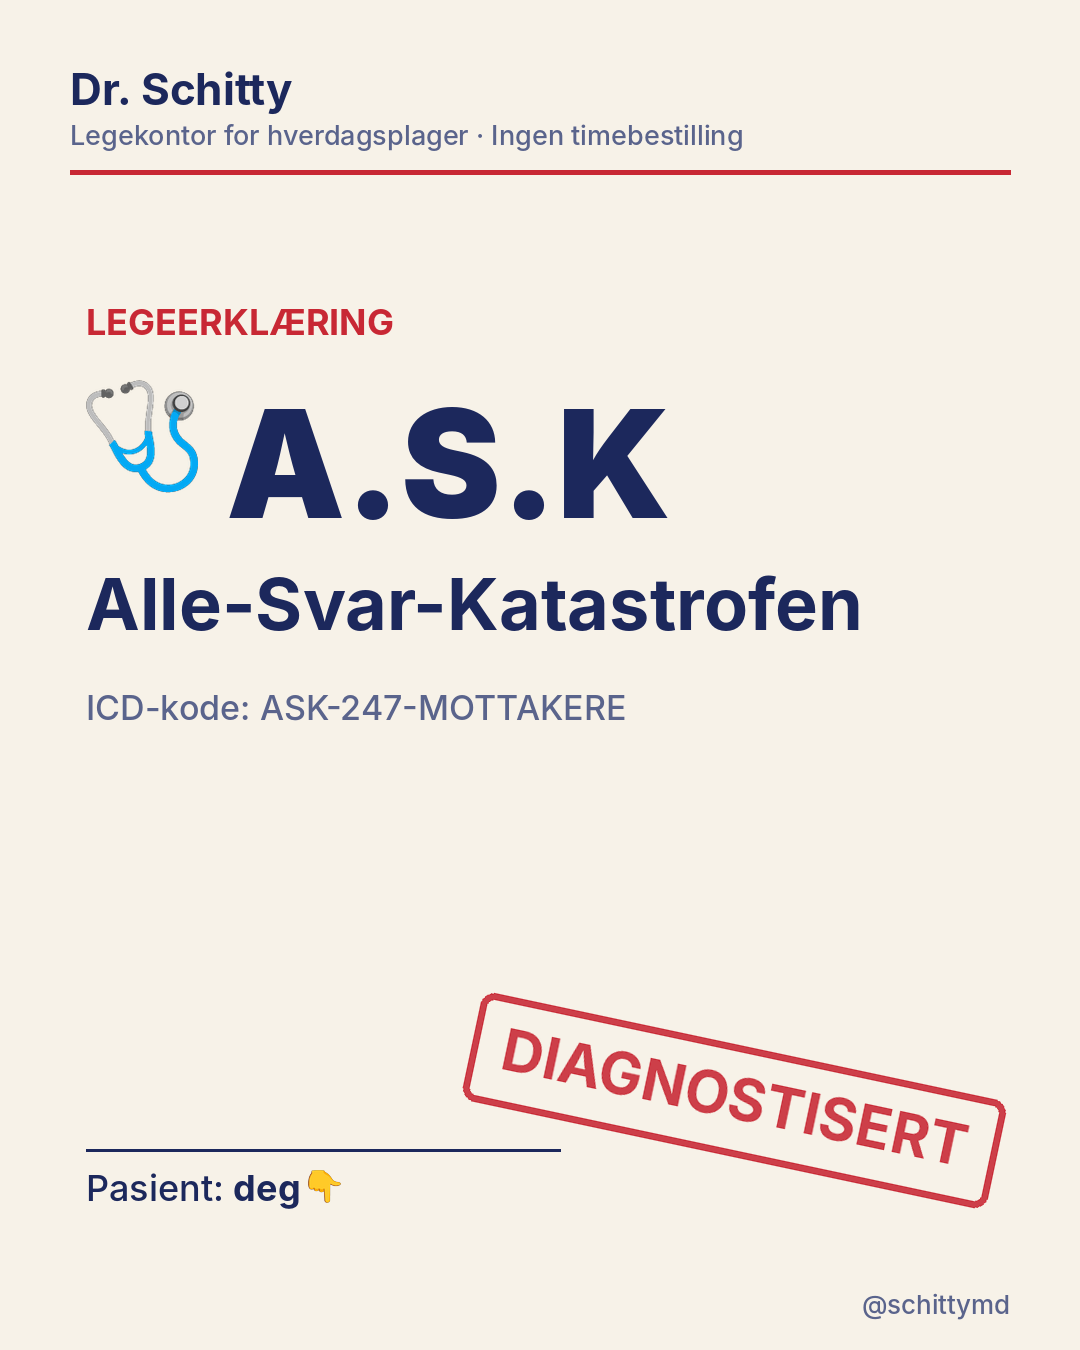 Dr. Schitty
Legekontor for hverdagsplager · Ingen timebestilling
LEGEERKLÆRING
🩺 A.S.K
Alle-Svar-Katastrofen
ICD-kode: ASK-247-MOTTAKERE
DIAGNOSTISERT
Pasient: deg👇
@schittymd